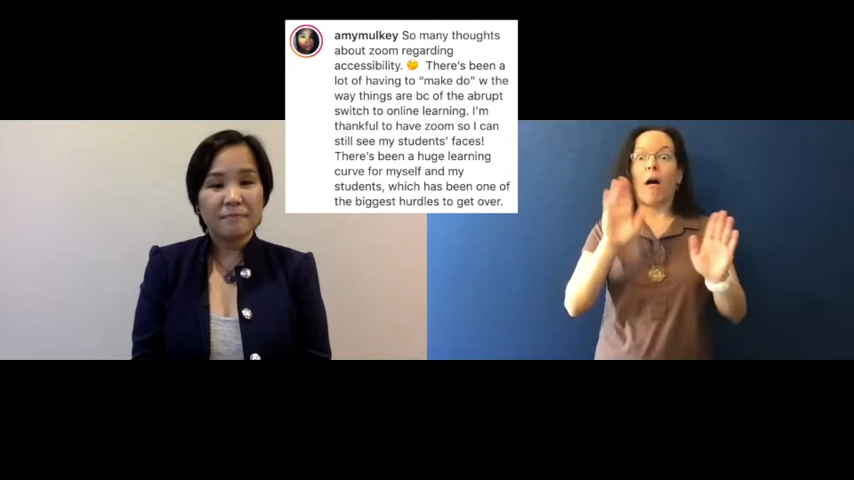 amymulkey So many thoughts
about zoom regarding
accessibility. 🤔 There's been a
lot of having to “make do” w the
way things are bc of the abrupt
switch to online learning. I'm
thankful to have zoom so I can
still see my students' faces!
There's been a huge learning
curve for myself and my
students, which has been one of
the biggest hurdles to get over.